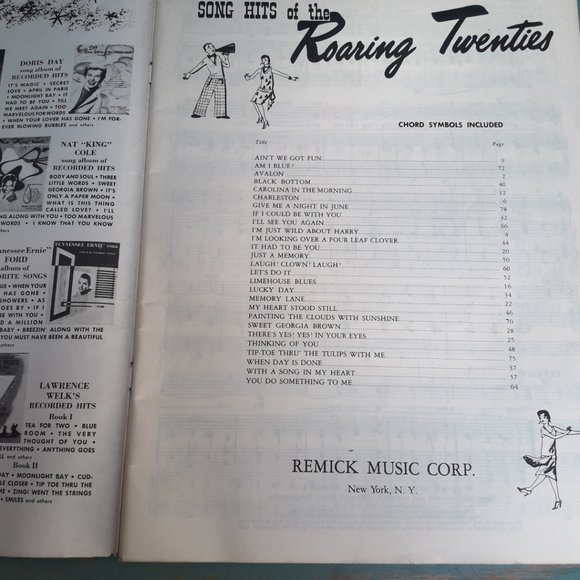 DORIS DAY
song album of
RECORDED HITS
IT'S MAGIC • SECRET
LOVE • APRIL IN PARIS
• MOONLIGHT BAY • IT
HAD TO BE YOU • TILL
WE MEET AGAIN • TOO
MARVELOUS FOR WORDS
• WHEN YOUR LOVER HAS GONE • I'M FOR-
EVER BLOWING BUBBLES and others
NAT "KING"
COLE
song album of
RECORDED HITS
BODY AND SOUL • THREE
LITTLE WORDS • SWEET
GEORGIA BROWN • IT'S
ONLY A PAPER MOON •
WHAT IS THIS THING
CALLED LOVE? • I'LL
ALONG WITH YOU • TOO MARVELOUS
WORDS • I KNOW THAT YOU KNOW
Ernie"
FORD
album of
SONGS
• WHEN YOUR
HAS GONE •
SHOWERS • AS
GOES BY • IF I
BE WITH YOU •
A MILLION
BABY • BREEZIN' ALONG WITH THE
YOU MUST HAVE BEEN A BEAUTIFUL
others
TENNESSEE ERNIE FORD
LAWRENCE
WELK'S
RECORDED HITS
Book I
TEA FOR TWO • BLUE
ROOM • THE VERY
THOUGHT OF YOU •
EVERYTHING • ANYTHING GOES
and others
Book II
• MOONLIGHT BAY • CUD-
CLOSER • TIP TOE THRU THE
• ZING! WENT THE STRINGS
• SMILES and others
SONG HITS of the
Roaring Twenties
CHORD SYMBOLS INCLUDED
Title Page
AIN'T WE GOT FUN 9
AM I BLUE? 72
AVALON 2
BLACK BOTTOM 40
CAROLINA IN THE MORNING 12
CHARLESTON 6
GIVE ME A NIGHT IN JUNE 78
IF I COULD BE WITH YOU 32
I'LL SEE YOU AGAIN 66
I'M JUST WILD ABOUT HARRY 4
I'M LOOKING OVER A FOUR LEAF CLOVER 44
IT HAD TO BE YOU 20
JUST A MEMORY 50
LAUGH! CLOWN! LAUGH! 60
LET'S DO IT 52
LIMEHOUSE BLUES 16
LUCKY DAY 34
MEMORY LANE 22
MY HEART STOOD STILL 46
PAINTING THE CLOUDS WITH SUNSHINE 70
SWEET GEORGIA BROWN 28
THERE'S YES! YES! IN YOUR EYES 25
THINKING OF YOU 48
TIP-TOE THRU' THE TULIPS WITH ME 75
WHEN DAY IS DONE 37
WITH A SONG IN MY HEART 57
YOU DO SOMETHING TO ME 64
REMICK MUSIC CORP.
New York, N. Y.